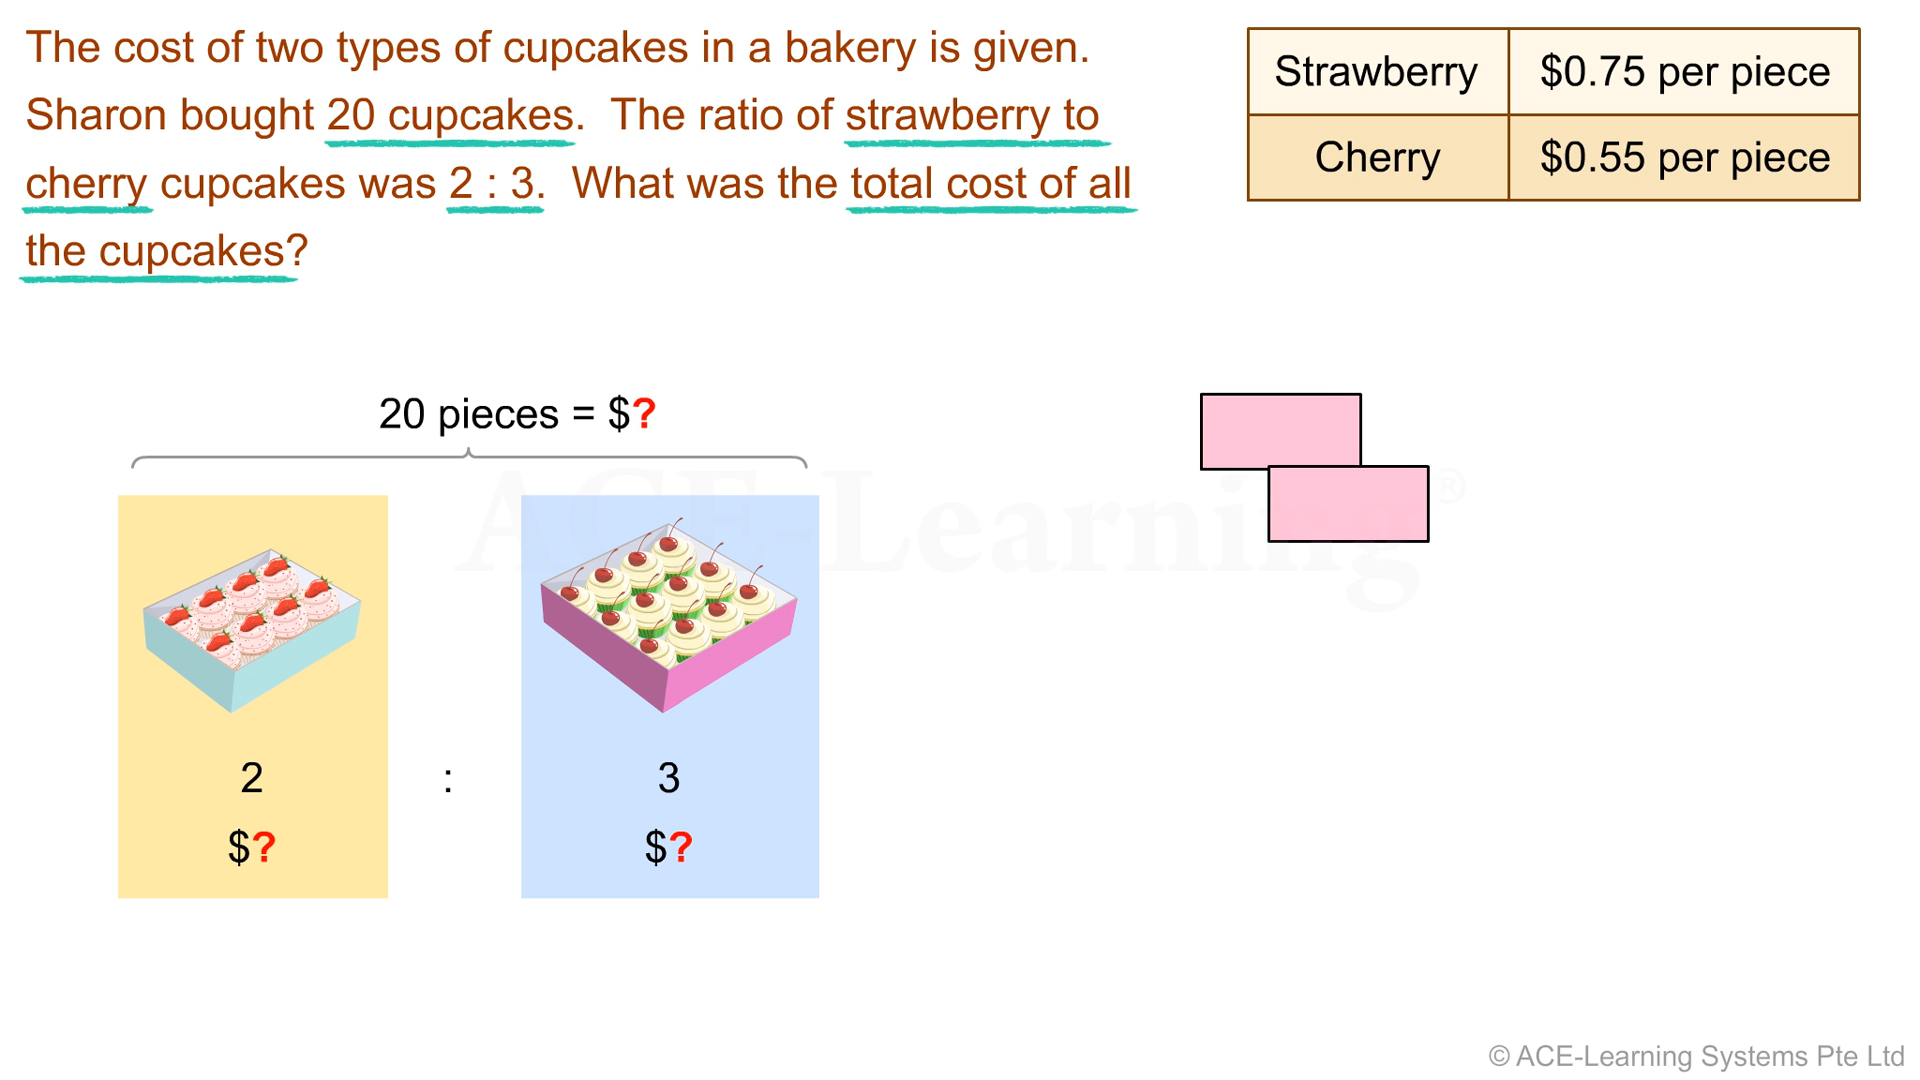 The cost of two types of cupcakes in a bakery is given.
Sharon bought 20 cupcakes.  The ratio of strawberry to
cherry cupcakes was 2 : 3.  What was the total cost of all
the cupcakes?
Strawberry $0.75 per piece
Cherry $0.55 per piece
20 pieces = $?
ACE-Learning®
2 : 3
$? $?
© ACE-Learning Systems Pte Ltd